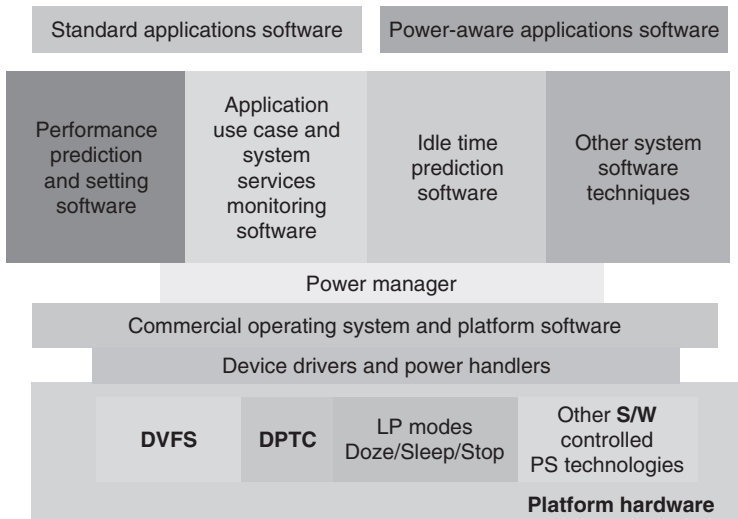 Standard applications software
Power-aware applications software
Performance
prediction
and setting
software
Application
use case and
system
services
monitoring
software
Idle time
prediction
software
Other system
software
techniques
Power manager
Commercial operating system and platform software
Device drivers and power handlers
DVFS
DPTC
LP modes
Doze/Sleep/Stop
Other S/W
controlled
PS technologies
Platform hardware